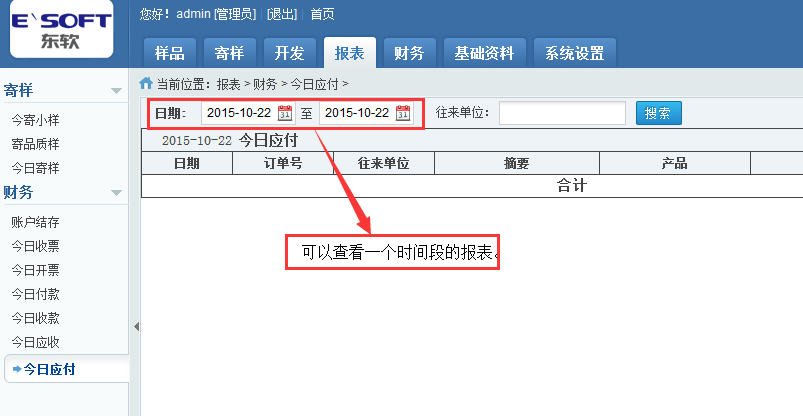 E`SOFT
东软
您好！admin [管理员] [退出] 首页
样品 寄样 开发 报表 财务 基础资料 系统设置
当前位置：报表 > 财务 > 今日应付 >
寄样
今寄小样
寄品质样
今日寄样
财务
账户结存
今日收票
今日开票
今日付款
今日收款
今日应收
今日应付
日期： 2015-10-22 至 2015-10-22 往来单位： 搜索
2015-10-22 今日应付
日期 订单号 往来单位 摘要 产品
合计
可以查看一个时间段的报表。